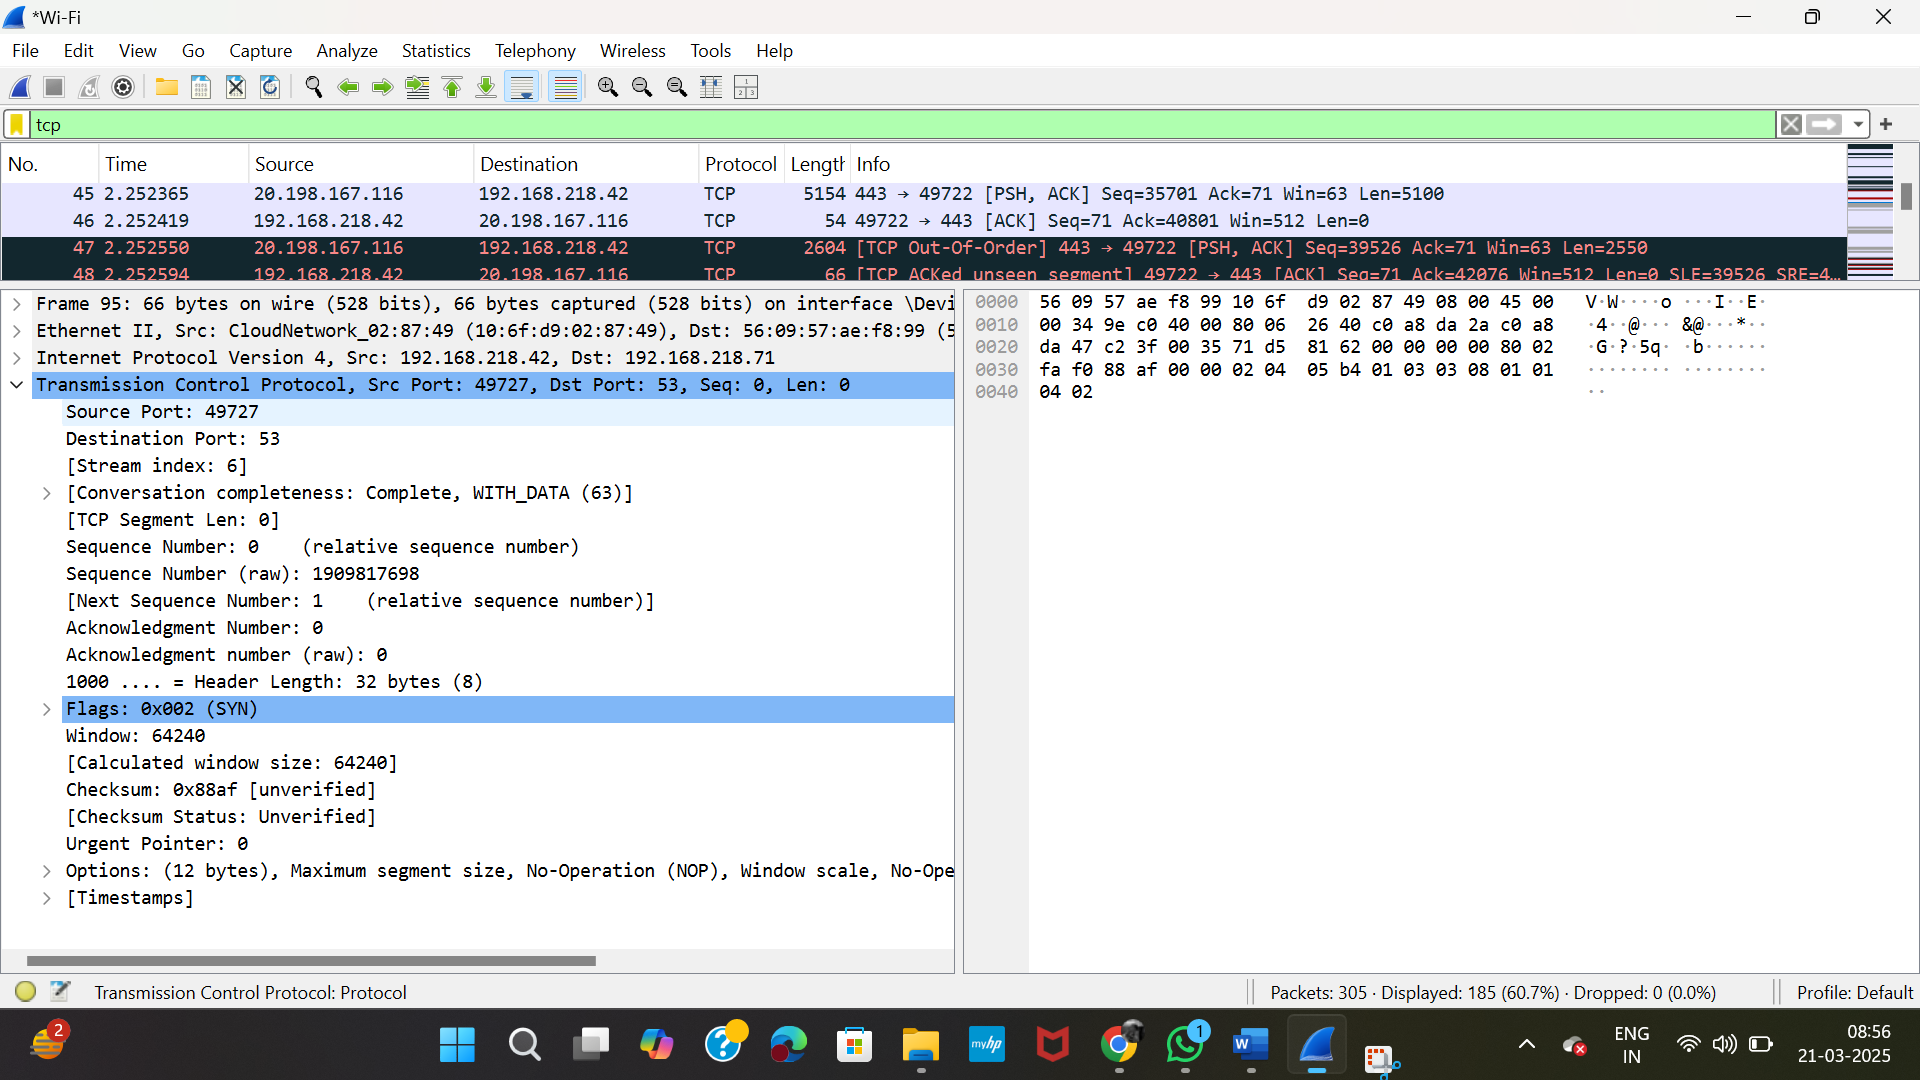 *Wi-Fi
File Edit View Go Capture Analyze Statistics Telephony Wireless Tools Help
tcp
No. Time Source Destination Protocol Length Info
45 2.252365 20.198.167.116 192.168.218.42 TCP 5154 443 → 49722 [PSH, ACK] Seq=35701 Ack=71 Win=63 Len=5100
46 2.252419 192.168.218.42 20.198.167.116 TCP 54 49722 → 443 [ACK] Seq=71 Ack=40801 Win=512 Len=0
47 2.252550 20.198.167.116 192.168.218.42 TCP 2604 [TCP Out-Of-Order] 443 → 49722 [PSH, ACK] Seq=39526 Ack=71 Win=63 Len=2550
48 2.252594 192.168.218.42 20.198.167.116 TCP 66 [TCP ACKed unseen segment] 49722 → 443 [ACK] Seq=71 Ack=42076 Win=512 Len=0 SLE=39526 SRE=4…
Frame 95: 66 bytes on wire (528 bits), 66 bytes captured (528 bits) on interface \Devi
Ethernet II, Src: CloudNetwork_02:87:49 (10:6f:d9:02:87:49), Dst: 56:09:57:ae:f8:99 (5
Internet Protocol Version 4, Src: 192.168.218.42, Dst: 192.168.218.71
Transmission Control Protocol, Src Port: 49727, Dst Port: 53, Seq: 0, Len: 0
Source Port: 49727
Destination Port: 53
[Stream index: 6]
[Conversation completeness: Complete, WITH_DATA (63)]
[TCP Segment Len: 0]
Sequence Number: 0    (relative sequence number)
Sequence Number (raw): 1909817698
[Next Sequence Number: 1    (relative sequence number)]
Acknowledgment Number: 0
Acknowledgment number (raw): 0
1000 .... = Header Length: 32 bytes (8)
Flags: 0x002 (SYN)
Window: 64240
[Calculated window size: 64240]
Checksum: 0x88af [unverified]
[Checksum Status: Unverified]
Urgent Pointer: 0
Options: (12 bytes), Maximum segment size, No-Operation (NOP), Window scale, No-Ope
[Timestamps]
0000 56 09 57 ae f8 99 10 6f d9 02 87 49 08 00 45 00 V·W····o ···I··E·
0010 00 34 9e c0 40 00 80 06 26 40 c0 a8 da 2a c0 a8 ·4··@··· &@···*··
0020 da 47 c2 3f 00 35 71 d5 81 62 00 00 00 00 80 02 ·G·?·5q· ·b······
0030 fa f0 88 af 00 00 02 04 05 b4 01 03 03 08 01 01 ········ ········
0040 04 02 ··
Transmission Control Protocol: Protocol
Packets: 305 · Displayed: 185 (60.7%) · Dropped: 0 (0.0%)
Profile: Default
2
myhp
1
W
ENG
IN
08:56
21-03-2025